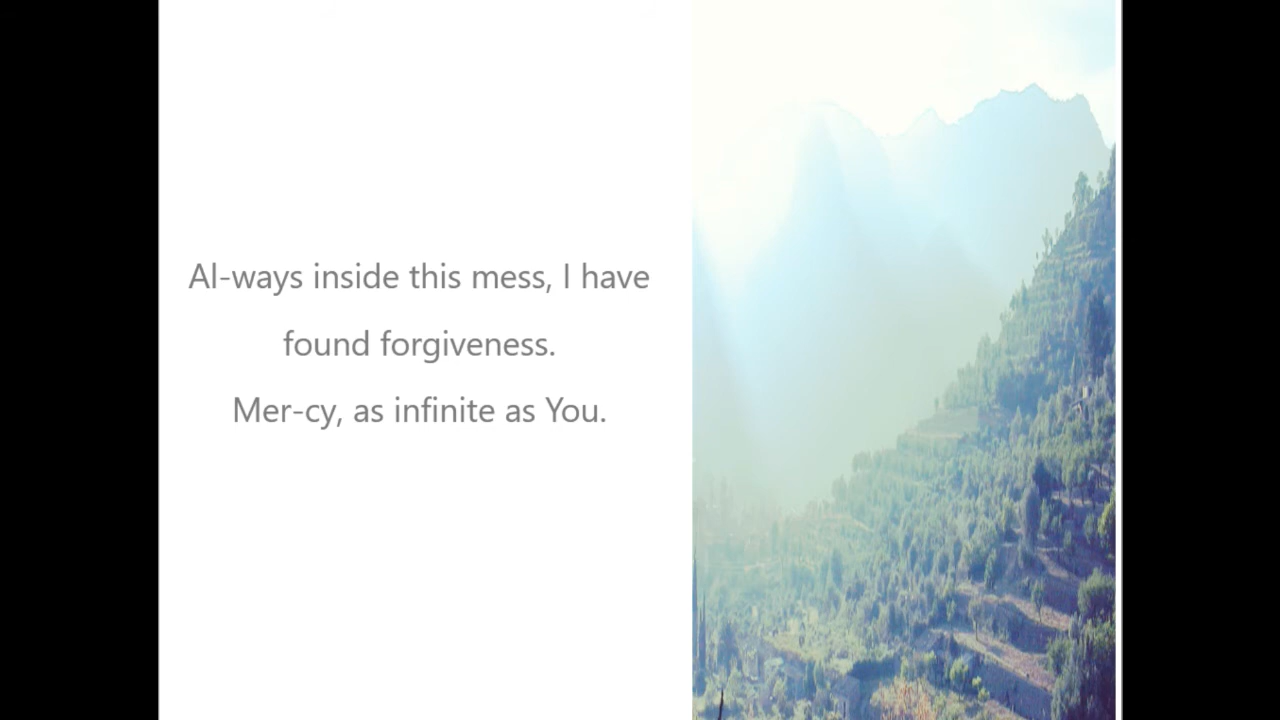 Al-ways inside this mess, I have
found forgiveness.
Mer-cy, as infinite as You.